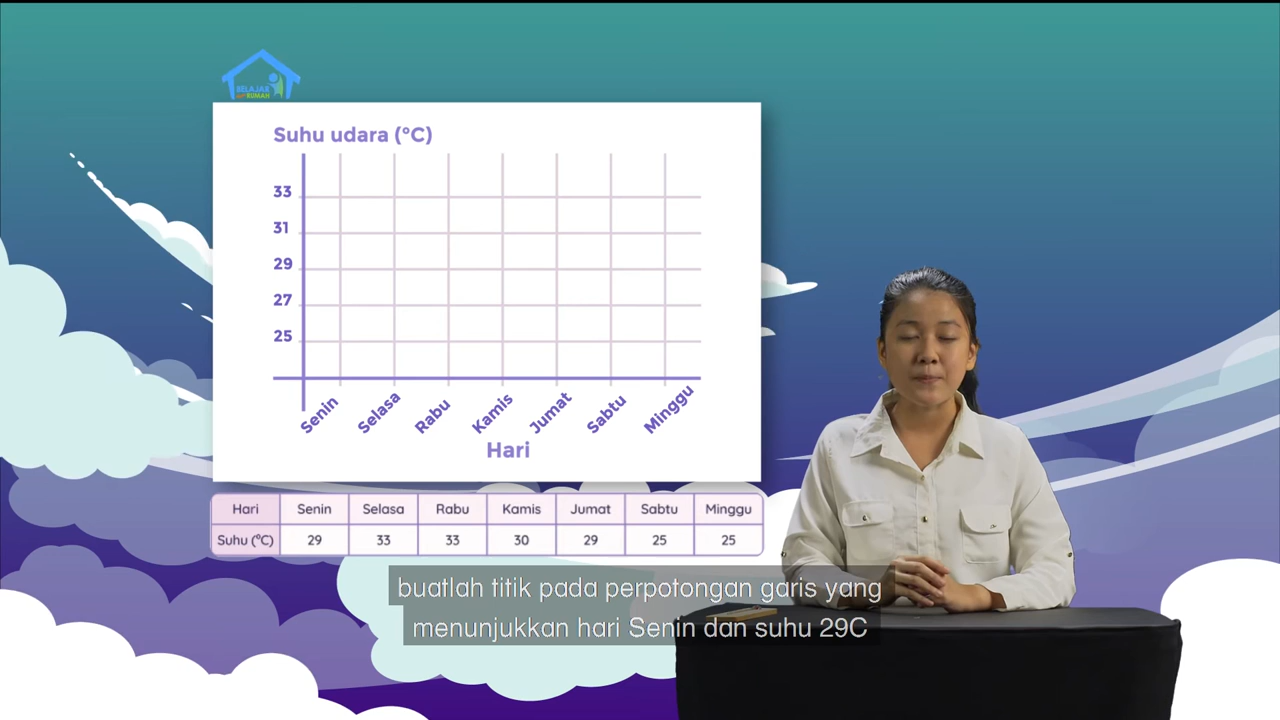 BELAJAR
dari RUMAH
Suhu udara (°C)
33
31
29
27
25
Senin Selasa Rabu Kamis Jumat Sabtu Minggu
Hari
Hari Senin Selasa Rabu Kamis Jumat Sabtu Minggu
Suhu (°C) 29 33 33 30 29 25 25
buatlah titik pada perpotongan garis yang
menunjukkan hari Senin dan suhu 29C